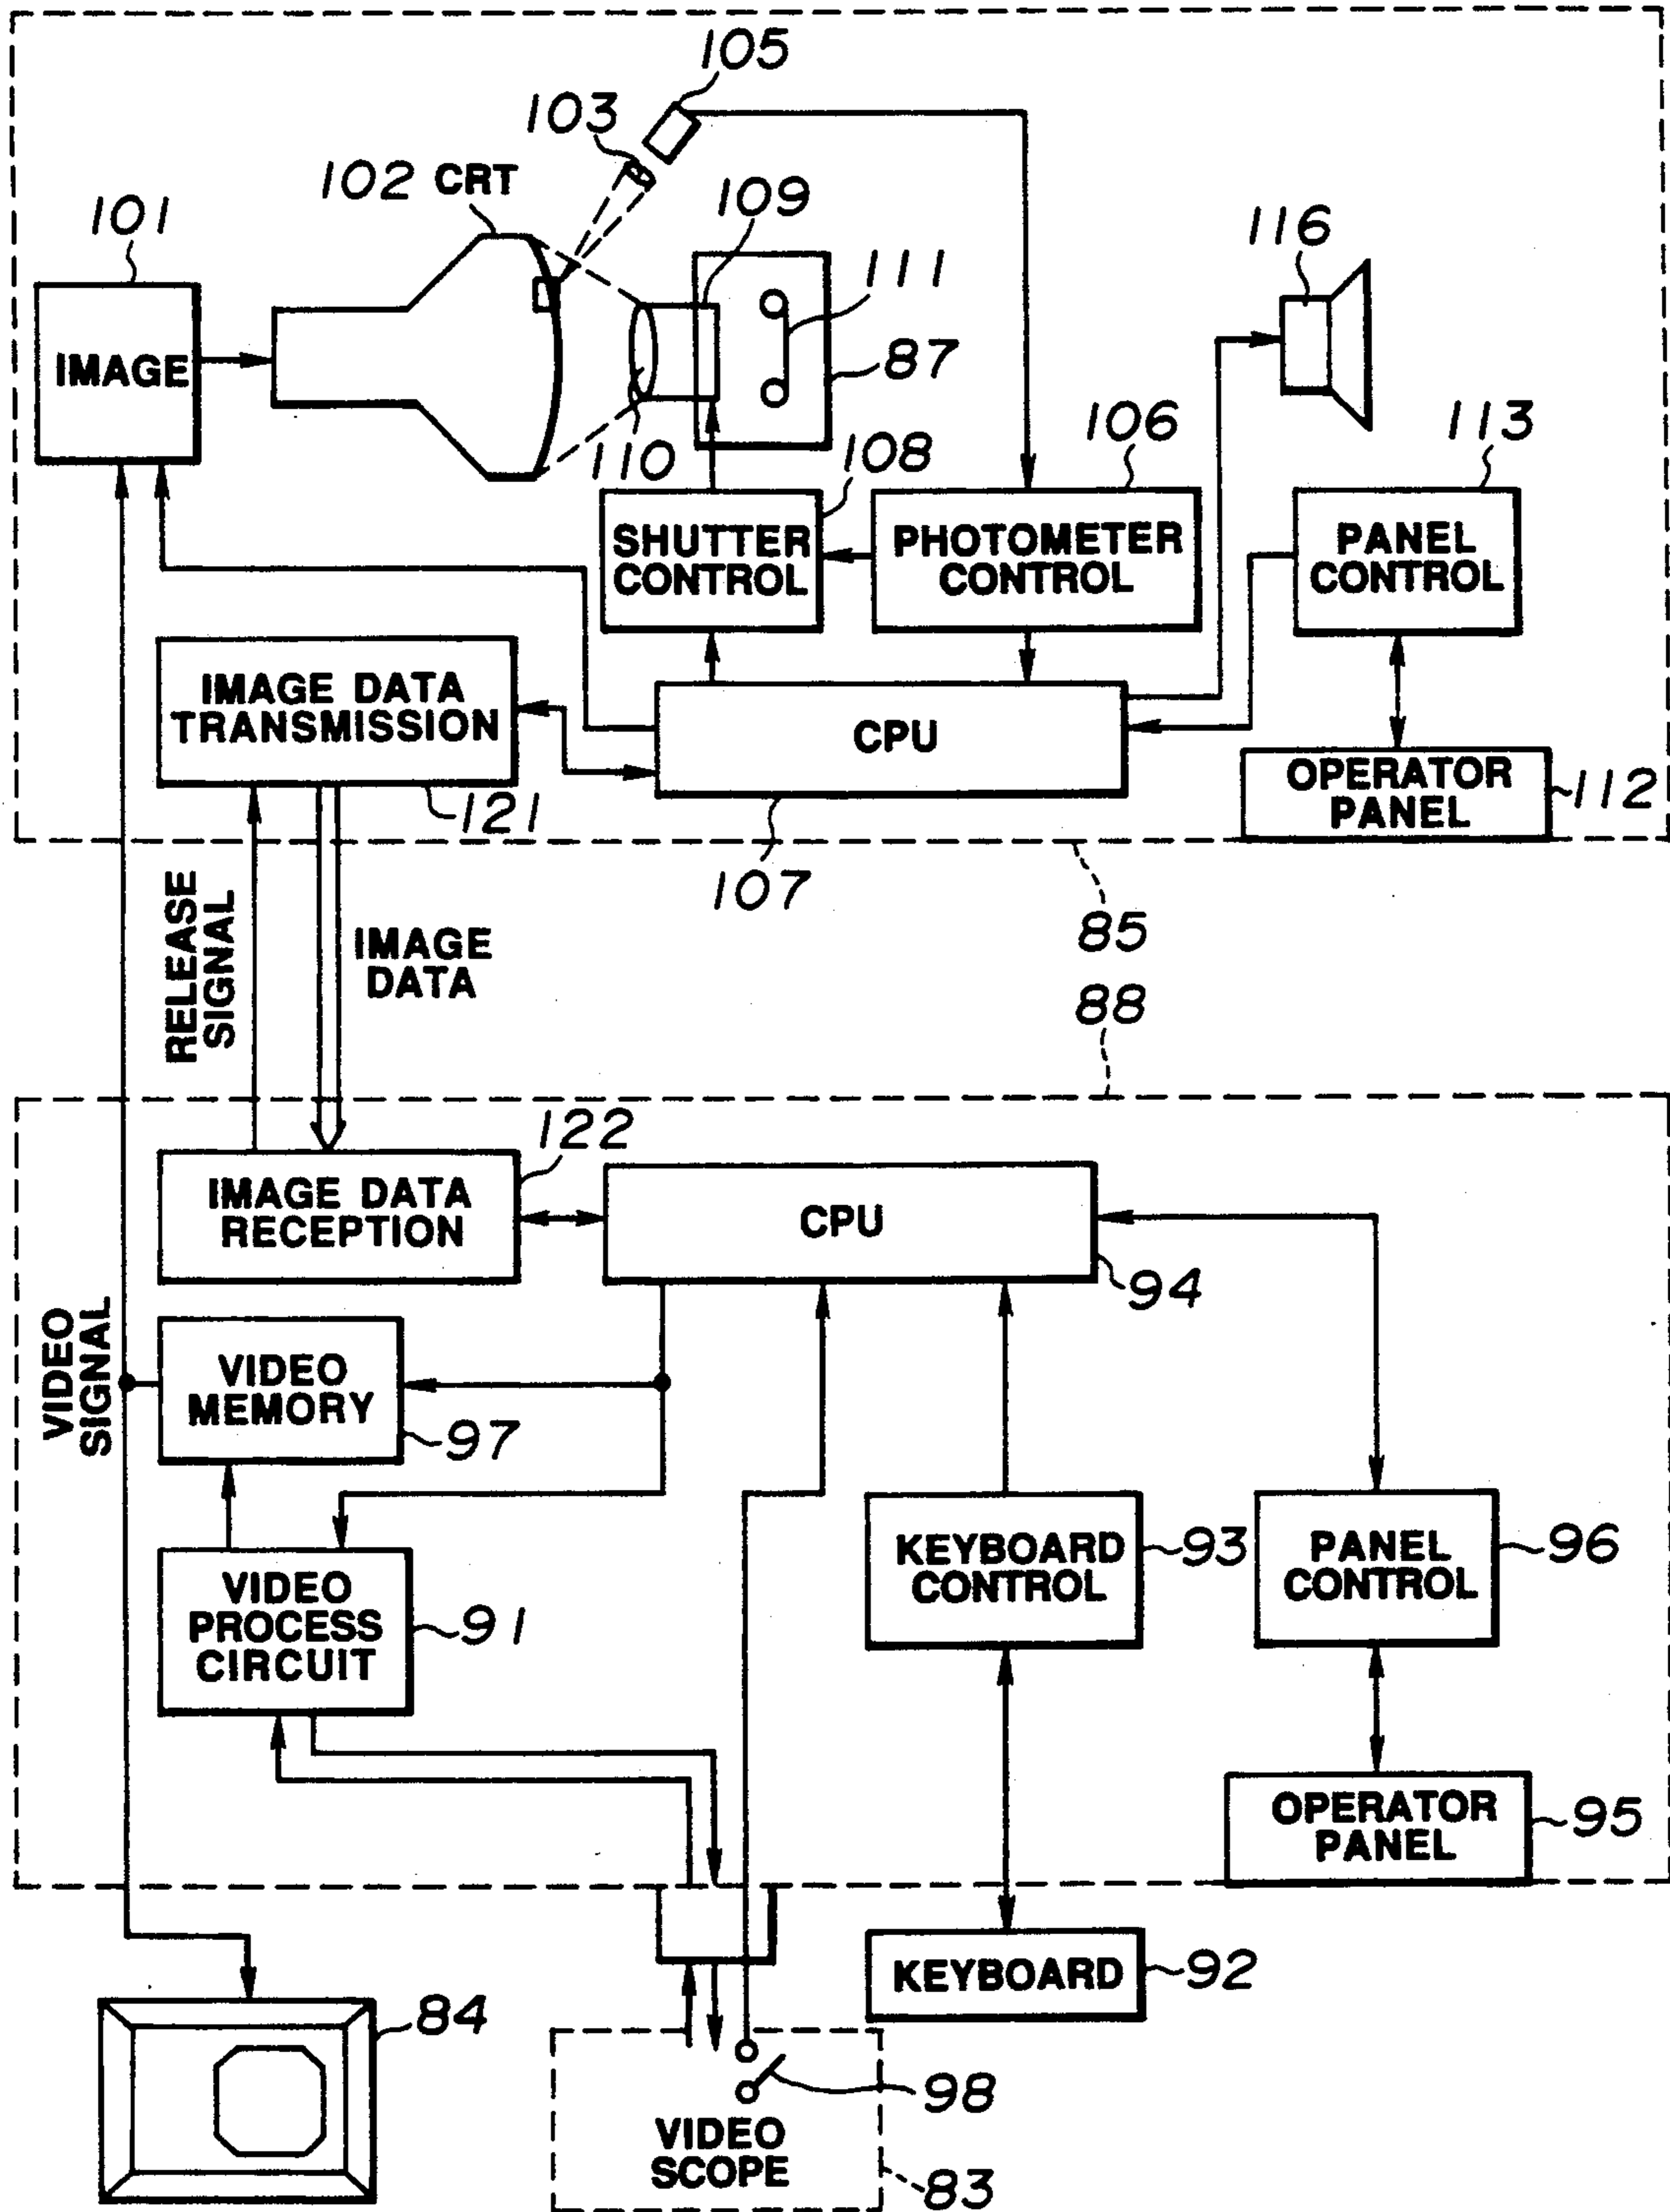 105
103
102 CRT
109
101
111
116
IMAGE
87
110
108
106
113
SHUTTER
CONTROL
PHOTOMETER
CONTROL
PANEL
CONTROL
IMAGE DATA
TRANSMISSION
CPU
OPERATOR
PANEL
112
121
107
85
RELEASE
SIGNAL
IMAGE
DATA
88
122
IMAGE DATA
RECEPTION
CPU
94
VIDEO
SIGNAL
VIDEO
MEMORY
97
KEYBOARD
CONTROL
93
PANEL
CONTROL
96
VIDEO
PROCESS
CIRCUIT
91
OPERATOR
PANEL
95
KEYBOARD
92
84
98
VIDEO
SCOPE
83